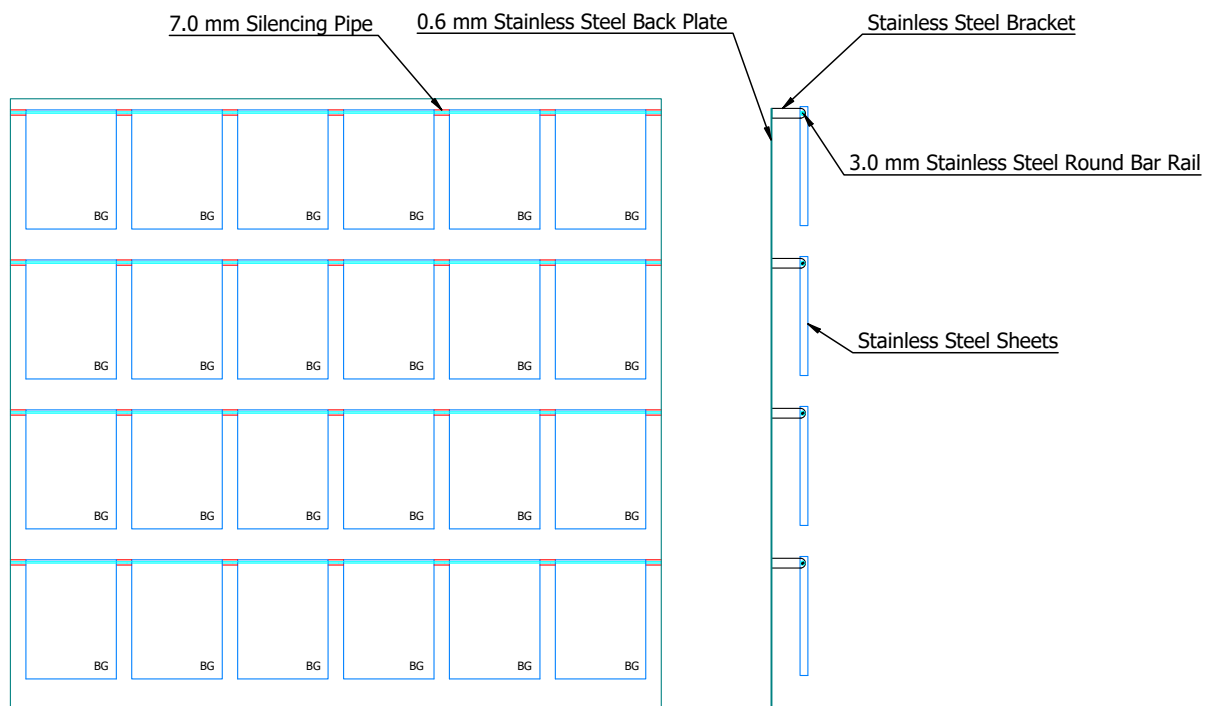 7.0 mm Silencing Pipe
0.6 mm Stainless Steel Back Plate
Stainless Steel Bracket
3.0 mm Stainless Steel Round Bar Rail
BG BG BG BG BG BG
Stainless Steel Sheets
BG BG BG BG BG BG
BG BG BG BG BG BG
BG BG BG BG BG BG